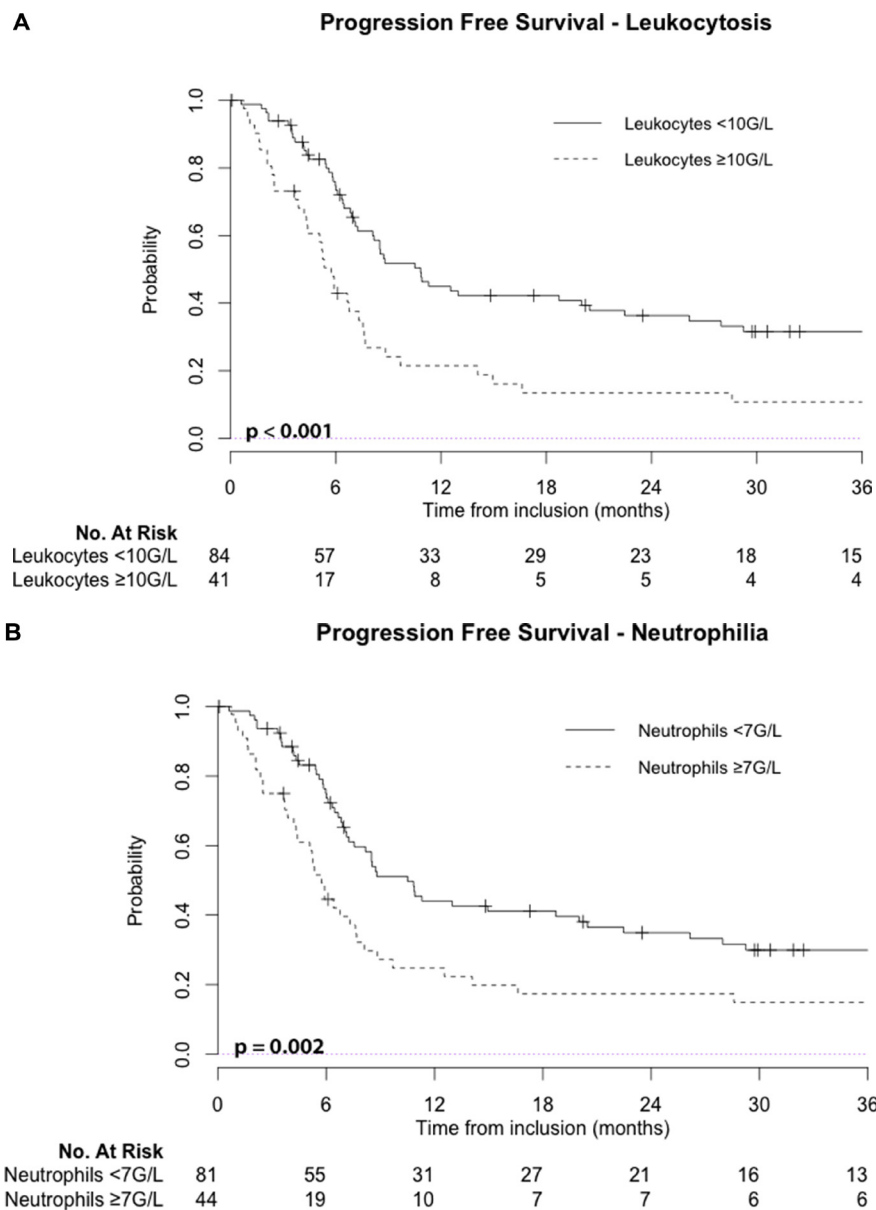 A
Progression Free Survival - Leukocytosis
1.0
0.8
0.6
0.4
0.2
0.0
Probability
Leukocytes <10G/L
Leukocytes ≥10G/L
p < 0.001
0 6 12 18 24 30 36
Time from inclusion (months)
No. At Risk
Leukocytes <10G/L 84 57 33 29 23 18 15
Leukocytes ≥10G/L 41 17 8 5 5 4 4
B
Progression Free Survival - Neutrophilia
1.0
0.8
0.6
0.4
0.2
0.0
Probability
Neutrophils <7G/L
Neutrophils ≥7G/L
p = 0.002
0 6 12 18 24 30 36
Time from inclusion (months)
No. At Risk
Neutrophils <7G/L 81 55 31 27 21 16 13
Neutrophils ≥7G/L 44 19 10 7 7 6 6